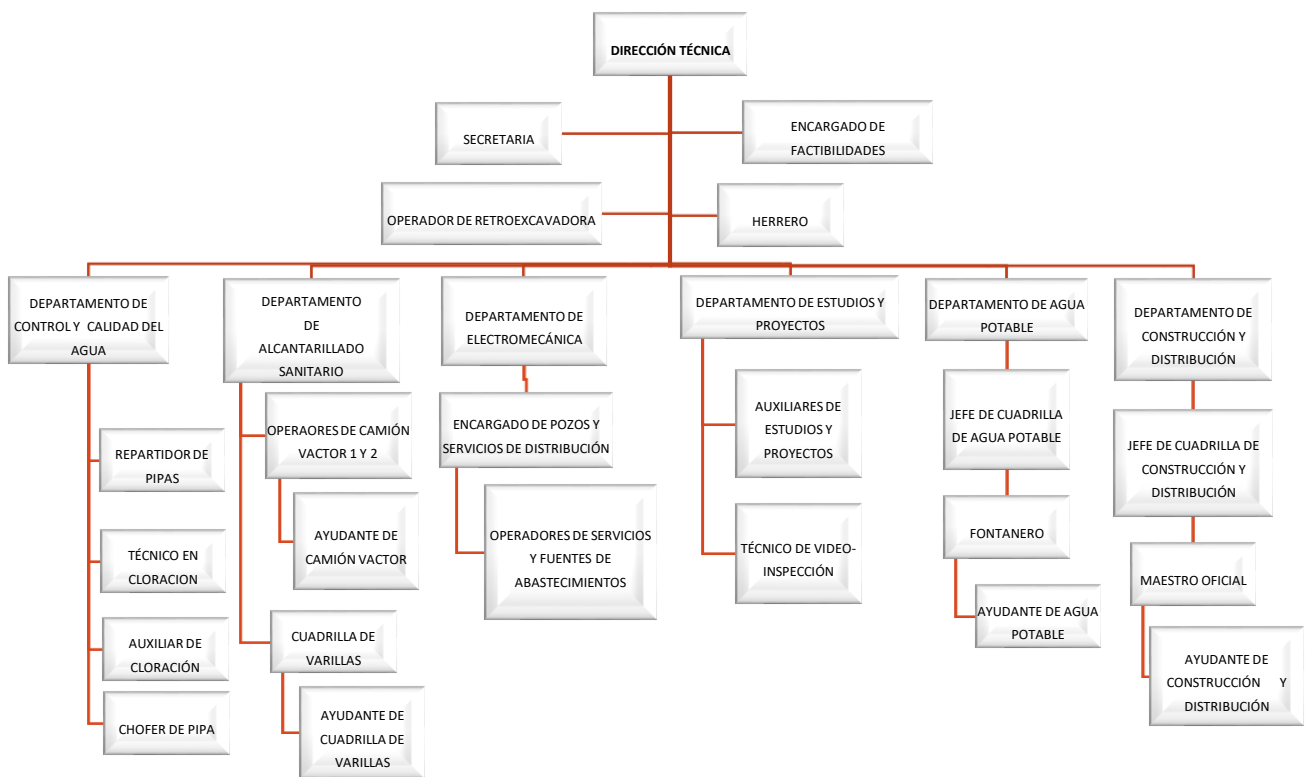 DIRECCIÓN TÉCNICA
SECRETARIA
ENCARGADO DE
FACTIBILIDADES
OPERADOR DE RETROEXCAVADORA
HERRERO
DEPARTAMENTO DE
CONTROL Y CALIDAD DEL
AGUA
REPARTIDOR DE
PIPAS
TÉCNICO EN
CLORACION
AUXILIAR DE
CLORACIÓN
CHOFER DE PIPA
DEPARTAMENTO
DE
ALCANTARILLADO
SANITARIO
OPERAORES DE CAMIÓN
VACTOR 1 Y 2
AYUDANTE DE
CAMIÓN VACTOR
CUADRILLA DE
VARILLAS
AYUDANTE DE
CUADRILLA DE
VARILLAS
DEPARTAMENTO DE
ELECTROMECÁNICA
ENCARGADO DE POZOS Y
SERVICIOS DE DISTRIBUCIÓN
OPERADORES DE SERVICIOS
Y FUENTES DE
ABASTECIMIENTOS
DEPARTAMENTO DE ESTUDIOS Y
PROYECTOS
AUXILIARES DE
ESTUDIOS Y
PROYECTOS
TÉCNICO DE VIDEO-
INSPECCIÓN
DEPARTAMENTO DE AGUA
POTABLE
JEFE DE CUADRILLA
DE AGUA POTABLE
FONTANERO
AYUDANTE DE AGUA
POTABLE
DEPARTAMENTO DE
CONSTRUCCIÓN Y
DISTRIBUCIÓN
JEFE DE CUADRILLA DE
CONSTRUCCIÓN Y
DISTRIBUCIÓN
MAESTRO OFICIAL
AYUDANTE DE
CONSTRUCCIÓN Y
DISTRIBUCIÓN